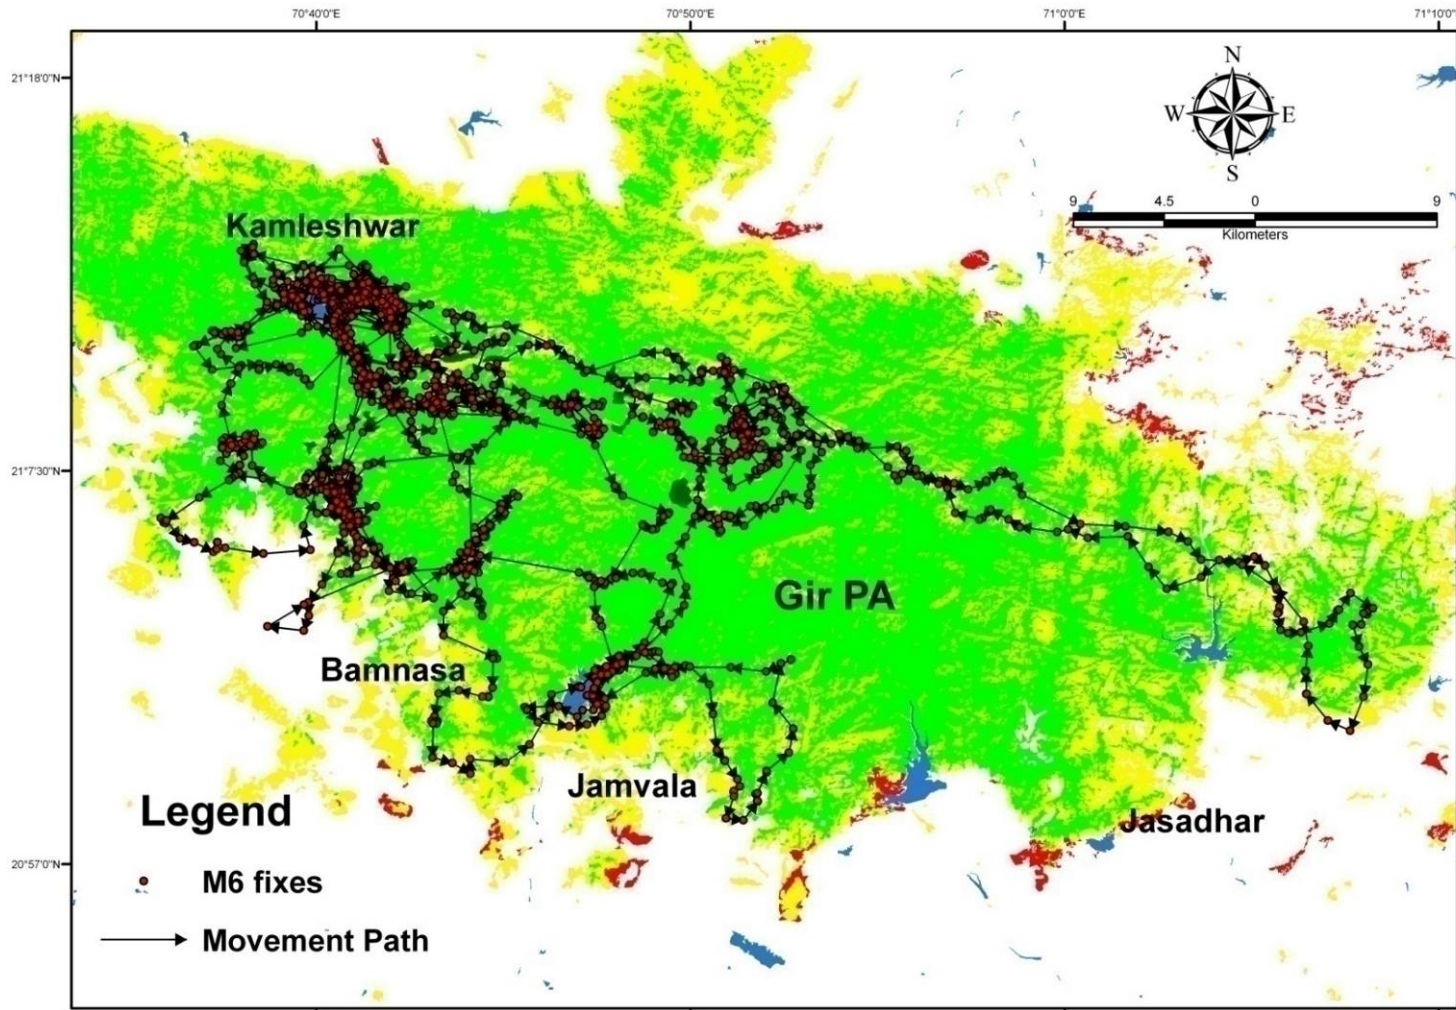 70°40'0"E
70°50'0"E
71°0'0"E
71°10'0"
21°18'0"N
N
W
E
S
9
4.5
0
9
Kilometers
Kamleshwar
21°7'30"N
Gir PA
Bamnasa
Jamvala
Legend
Jasadhar
20°57'0"N
M6 fixes
Movement Path